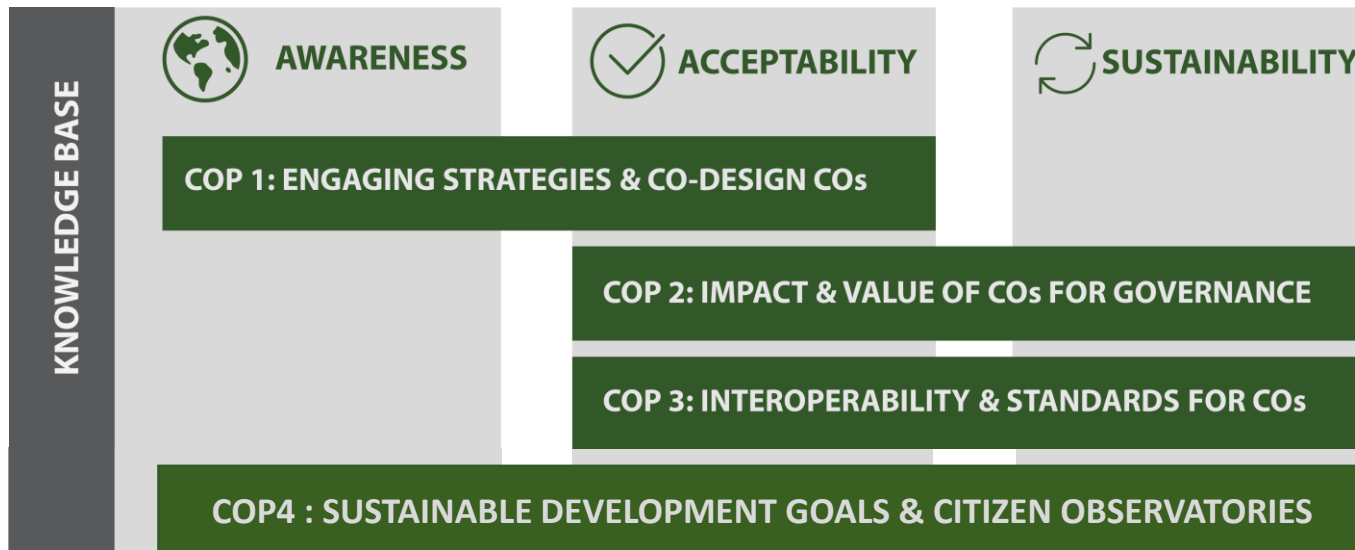 KNOWLEDGE BASE
AWARENESS
ACCEPTABILITY
SUSTAINABILITY
COP 1: ENGAGING STRATEGIES & CO-DESIGN COs
COP 2: IMPACT & VALUE OF COs FOR GOVERNANCE
COP 3: INTEROPERABILITY & STANDARDS FOR COs
COP4 : SUSTAINABLE DEVELOPMENT GOALS & CITIZEN OBSERVATORIES